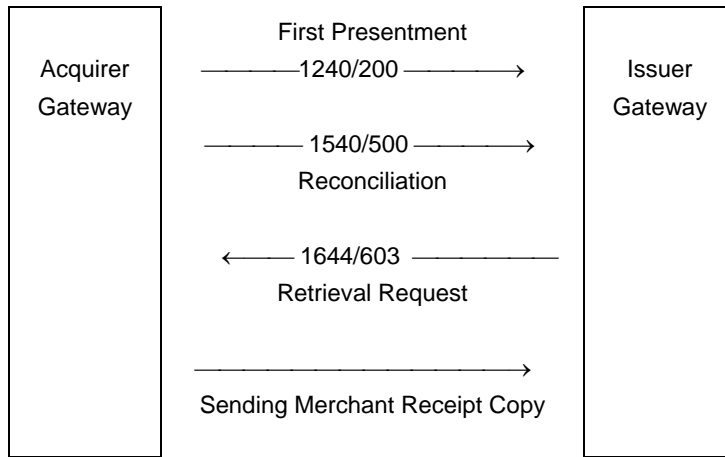 First Presentment
Acquirer
Gateway
1240/200
Issuer
Gateway
1540/500
Reconciliation
1644/603
Retrieval Request
Sending Merchant Receipt Copy